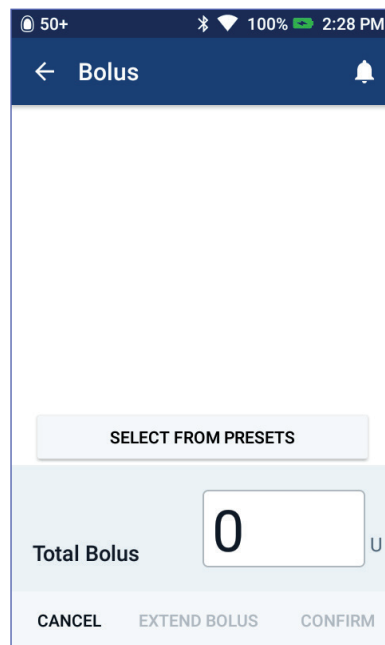 50+ 100% 2:28 PM
Bolus
SELECT FROM PRESETS
Total Bolus 0 U
CANCEL EXTEND BOLUS CONFIRM